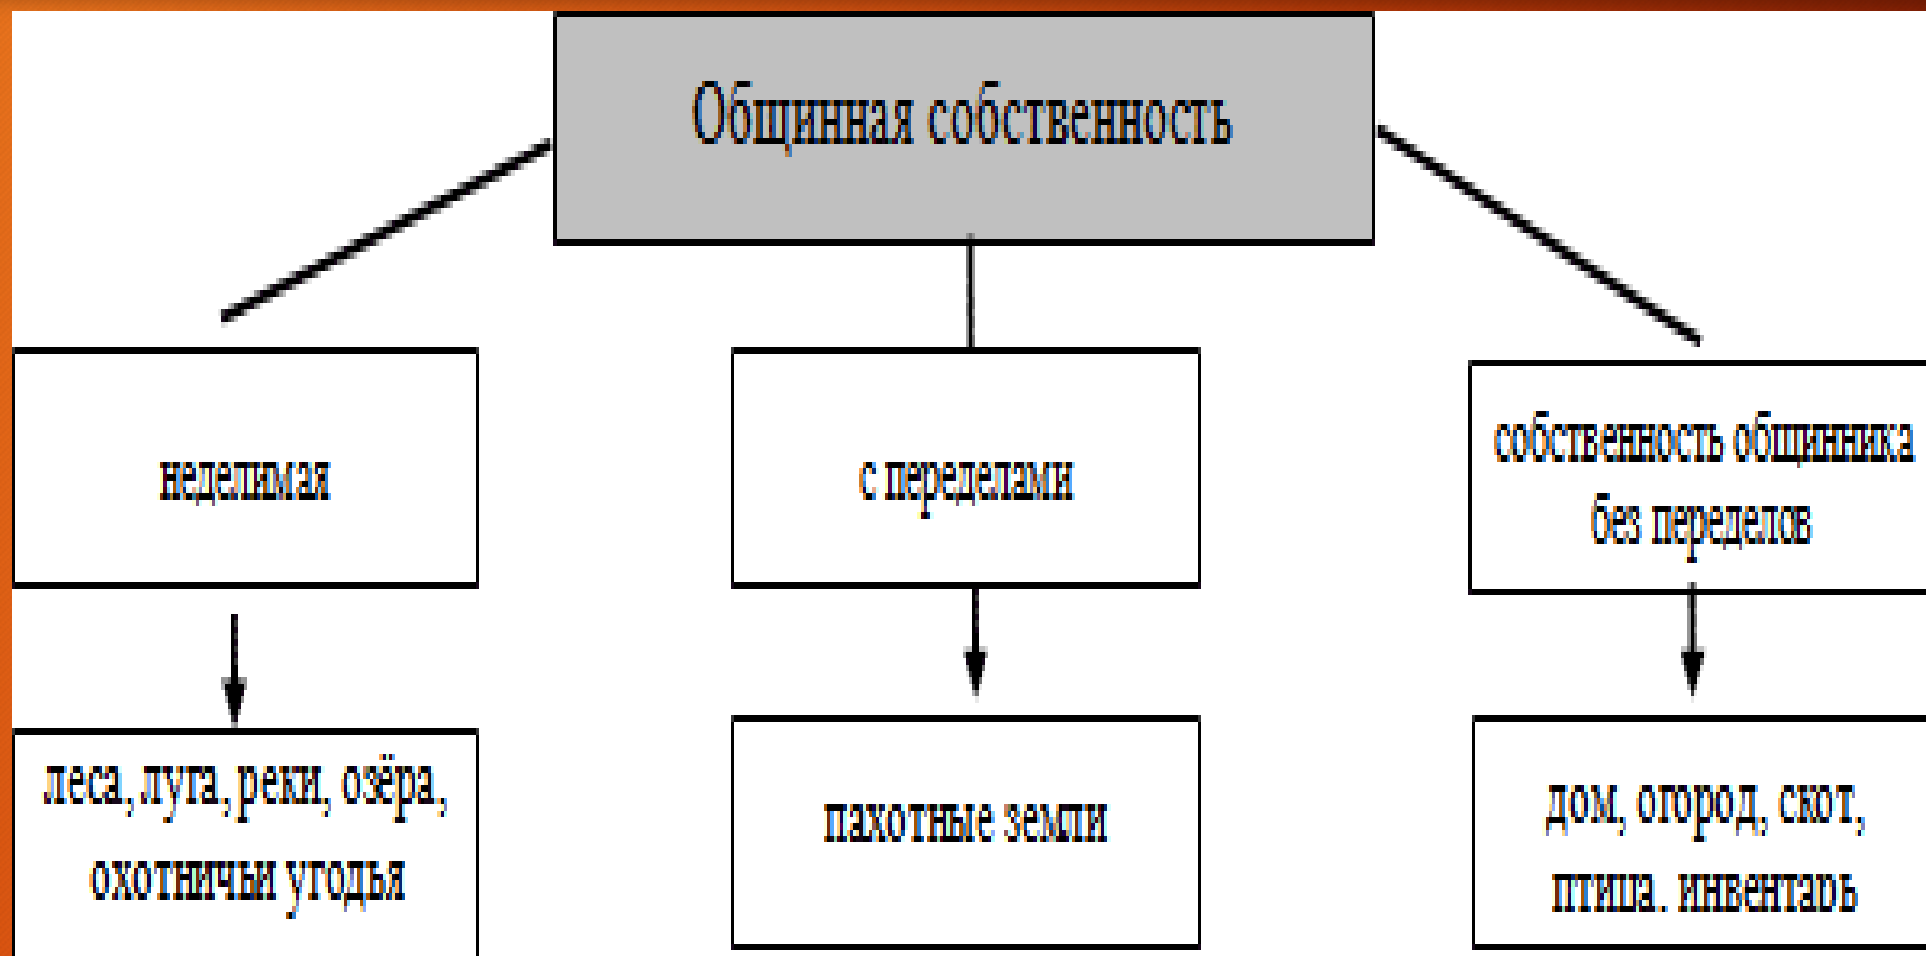 Общинная собственность
неделимая
с переделами
собственность общинника
без переделов
леса, луга, реки, озёра,
охотничьи угодья
пахотные земли
дом, огород, скот,
птица. инвентарь